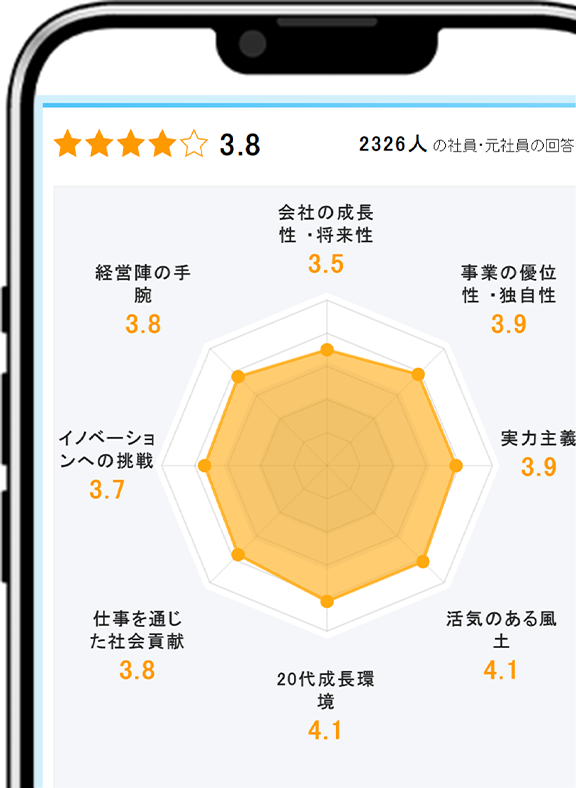 3.8
2326人 の社員・元社員の回答
会社の成長
性 ・将来性
3.5
経営陣の手
腕
3.8
事業の優位
性 ・独自性
3.9
イノベーショ
ンへの挑戦
3.7
実力主義
3.9
仕事を通じ
た社会貢献
3.8
活気のある風
土
4.1
20代成長環
境
4.1